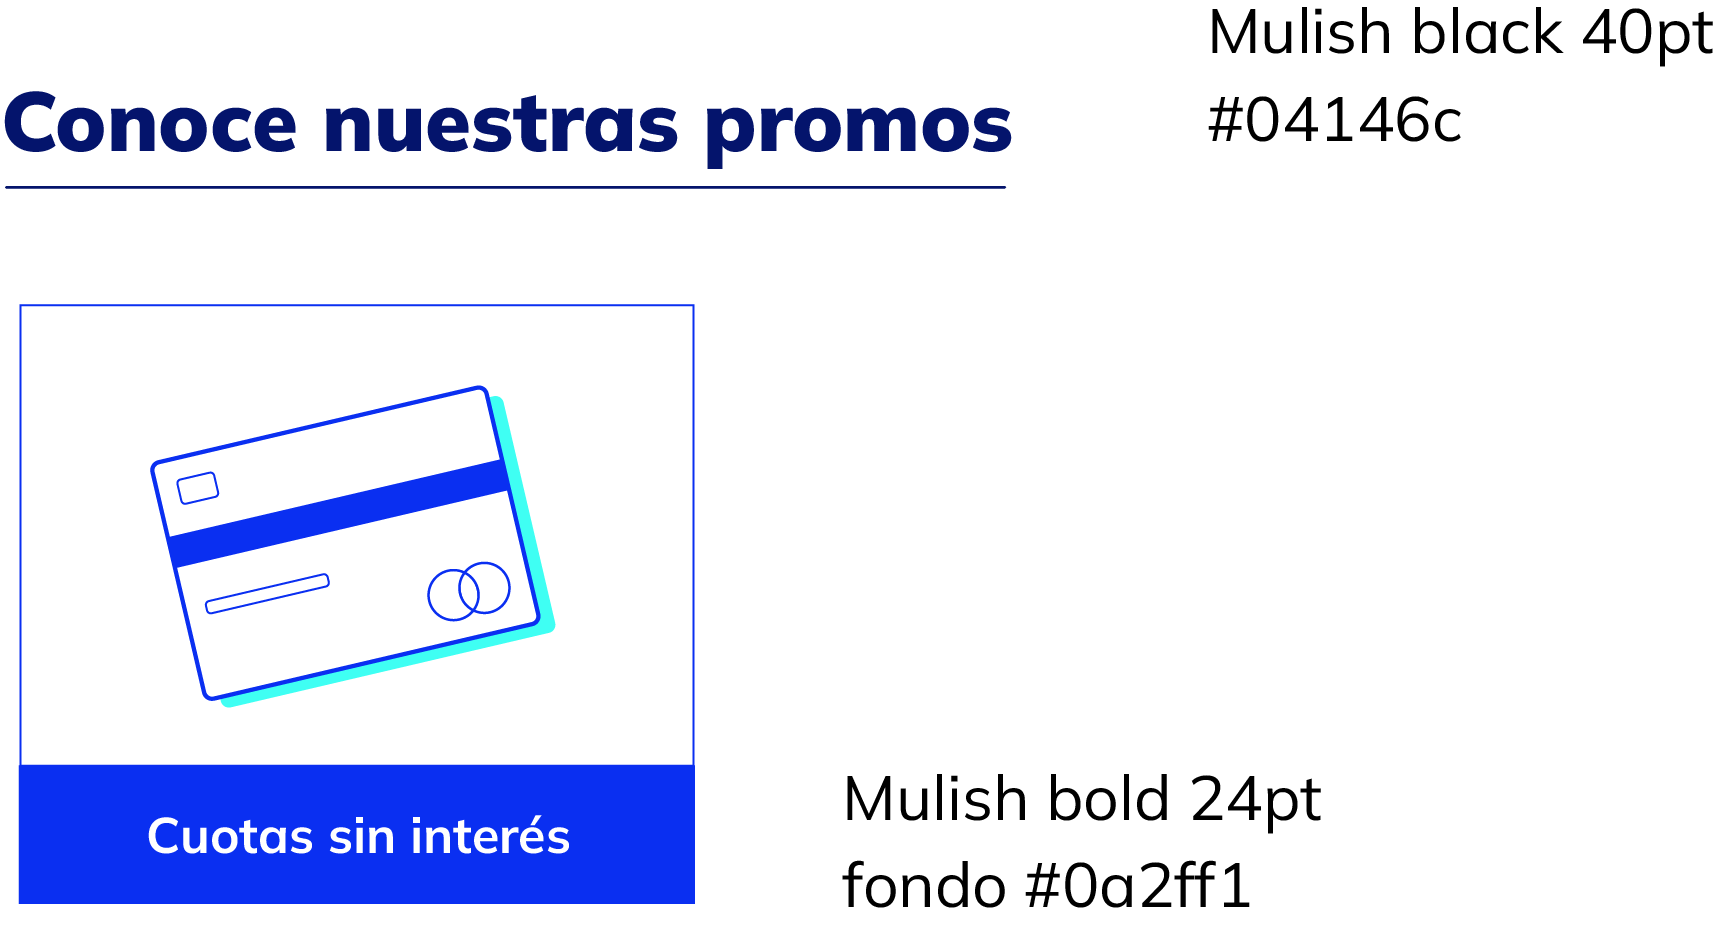 Mulish black 40pt
#04146c
Conoce nuestras promos
Cuotas sin interés
Mulish bold 24pt
fondo #0a2ff1